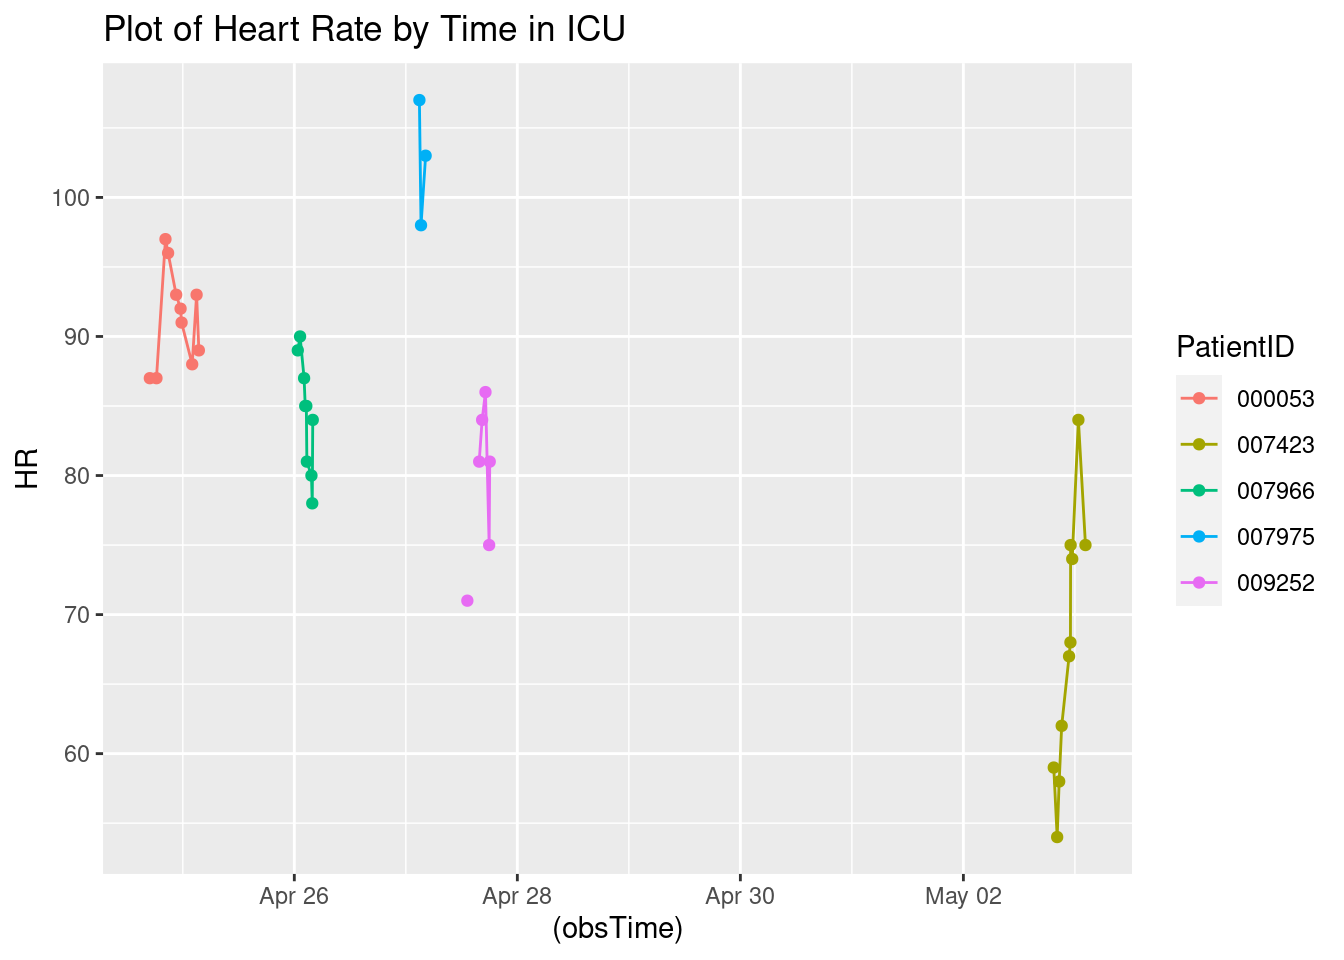 Plot of Heart Rate by Time in ICU
HR
100
90
80
70
60
Apr 26
Apr 28
Apr 30
May 02
(obsTime)
PatientID
000053
007423
007966
007975
009252